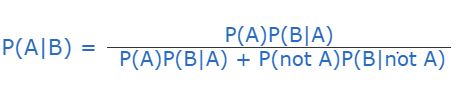 P(A|B) = P(A)P(B|A)
P(A)P(B|A) + P(not A)P(B|not A)